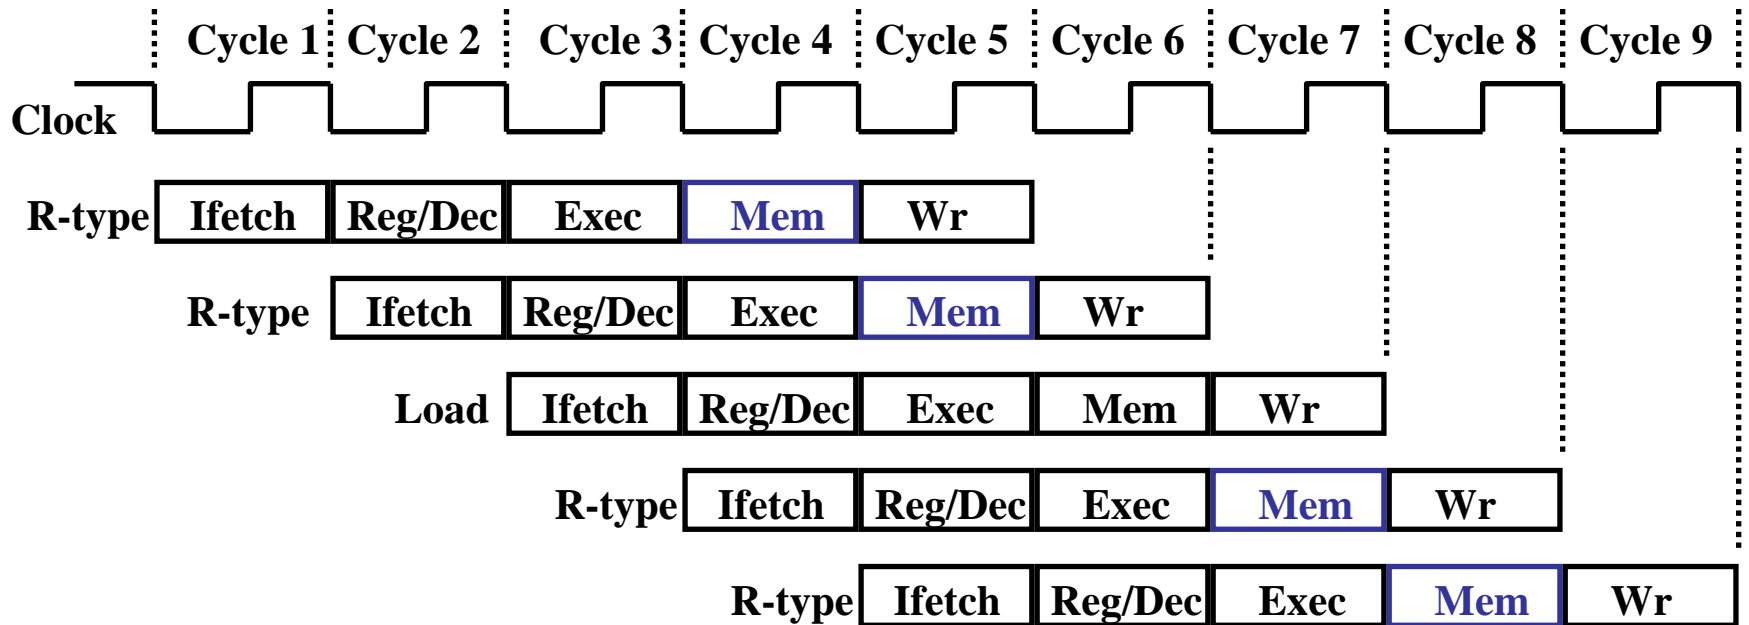 Cycle 1 Cycle 2 Cycle 3 Cycle 4 Cycle 5 Cycle 6 Cycle 7 Cycle 8 Cycle 9
Clock
R-type Ifetch Reg/Dec Exec Mem Wr
R-type Ifetch Reg/Dec Exec Mem Wr
Load Ifetch Reg/Dec Exec Mem Wr
R-type Ifetch Reg/Dec Exec Mem Wr
R-type Ifetch Reg/Dec Exec Mem Wr